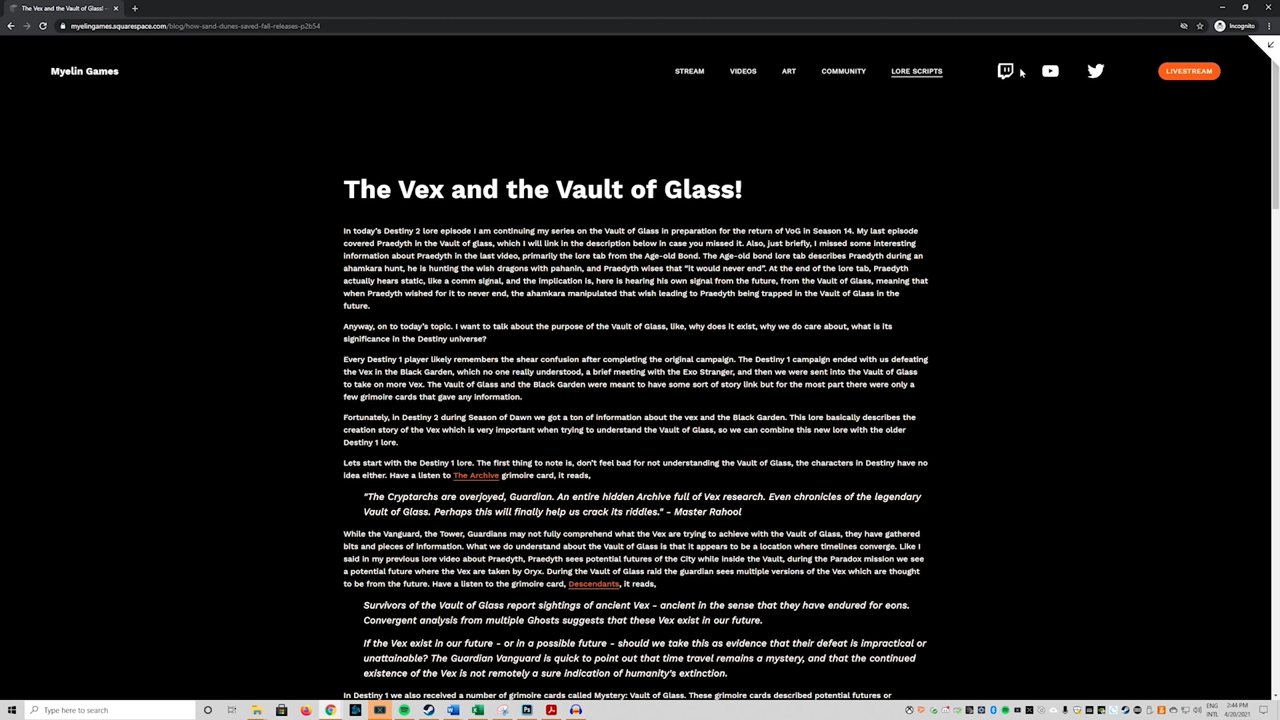 The Vex and the Vault of Glass! -
myelingames.squarespace.com/blog/how-sand-dunes-saved-fall-releases-p2b54
Incognito
Myelin Games
STREAM
VIDEOS
ART
COMMUNITY
LORE SCRIPTS
LIVESTREAM
The Vex and the Vault of Glass!
In today's Destiny 2 lore episode I am continuing my series on the Vault of Glass in preparation for the return of VoG in Season 14. My last episode
covered Praedyth in the Vault of glass, which I will link in the description below in case you missed it. Also, just briefly, I missed some interesting
information about Praedyth in the last video, primarily the lore tab from the Age-old Bond. The Age-old bond lore tab describes Praedyth during an
ahamkara hunt, he is hunting the wish dragons with pahanin, and Praedyth wises that "it would never end". At the end of the lore tab, Praedyth
actually hears static, like a comm signal, and the implication is, here is hearing his own signal from the future, from the Vault of Glass, meaning that
when Praedyth wished for it to never end, the ahamkara manipulated that wish leading to Praedyth being trapped in the Vault of Glass in the
future.
Anyway, on to today's topic. I want to talk about the purpose of the Vault of Glass, like, why does it exist, why we do care about, what is its
significance in the Destiny universe?
Every Destiny 1 player likely remembers the shear confusion after completing the original campaign. The Destiny 1 campaign ended with us defeating
the Vex in the Black Garden, which no one really understood, a brief meeting with the Exo Stranger, and then we were sent into the Vault of Glass
to take on more Vex. The Vault of Glass and the Black Garden were meant to have some sort of story link but for the most part there were only a
few grimoire cards that gave any information.
Fortunately, in Destiny 2 during Season of Dawn we got a ton of information about the vex and the Black Garden. This lore basically describes the
creation story of the Vex which is very important when trying to understand the Vault of Glass, so we can combine this new lore with the older
Destiny 1 lore.
Lets start with the Destiny 1 lore. The first thing to note is, don't feel bad for not understanding the Vault of Glass, the characters in Destiny have no
idea either. Have a listen to The Archive grimoire card, it reads,
"The Cryptarchs are overjoyed, Guardian. An entire hidden Archive full of Vex research. Even chronicles of the legendary
Vault of Glass. Perhaps this will finally help us crack its riddles." - Master Rahool
While the Vanguard, the Tower, Guardians may not fully comprehend what the Vex are trying to achieve with the Vault of Glass, they have gathered
bits and pieces of information. What we do understand about the Vault of Glass is that it appears to be a location where timelines converge. Like I
said in my previous lore video about Praedyth, Praedyth sees potential futures of the City while inside the Vault, during the Paradox mission we see
a potential future where the Vex are taken by Oryx. During the Vault of Glass raid the guardian sees multiple versions of the Vex which are thought
to be from the future. Have a listen to the grimoire card, Descendants, it reads,
Survivors of the Vault of Glass report sightings of ancient Vex - ancient in the sense that they have endured for eons.
Convergent analysis from multiple Ghosts suggests that these Vex exist in our future.
If the Vex exist in our future - or in a possible future - should we take this as evidence that their defeat is impractical or
unattainable? The Guardian Vanguard is quick to point out that time travel remains a mystery, and that the continued
existence of the Vex is not remotely a sure indication of humanity's extinction.
In Destiny 1 we also received a number of grimoire cards called Mystery: Vault of Glass. These grimoire cards described potential futures or
Type here to search
ENG
INTL
2:44 PM
4/20/2021